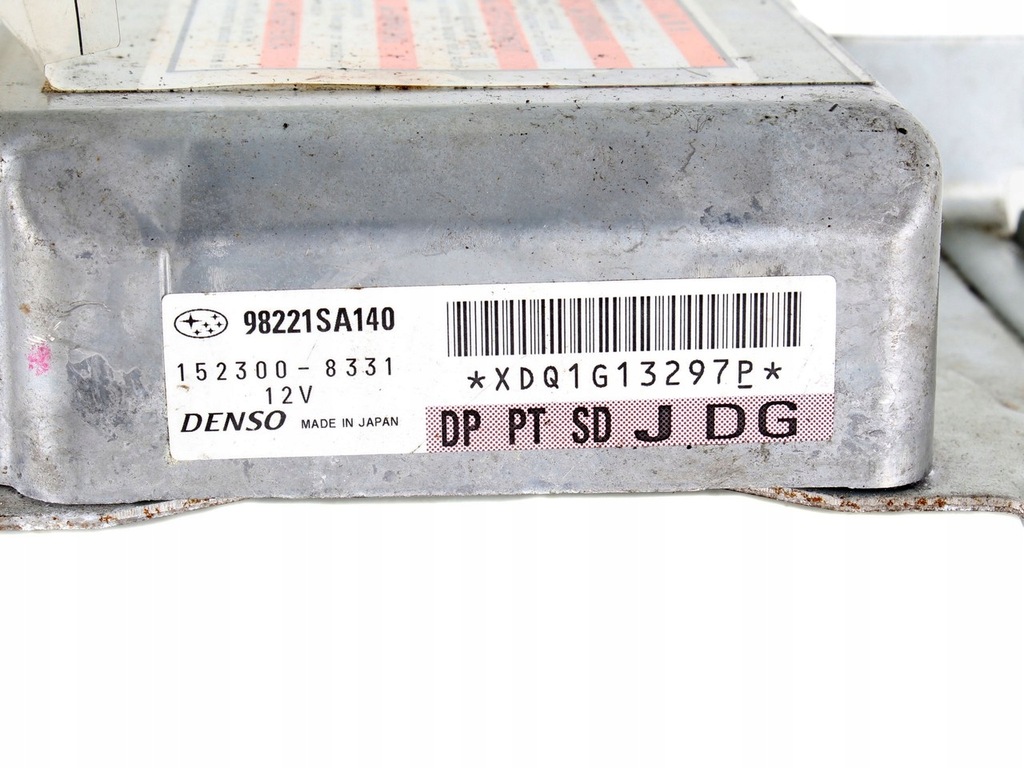 98221SA140
152300-8331
12V
DENSO MADE IN JAPAN
*XDQ1G13297P*
DP PT SD J DG